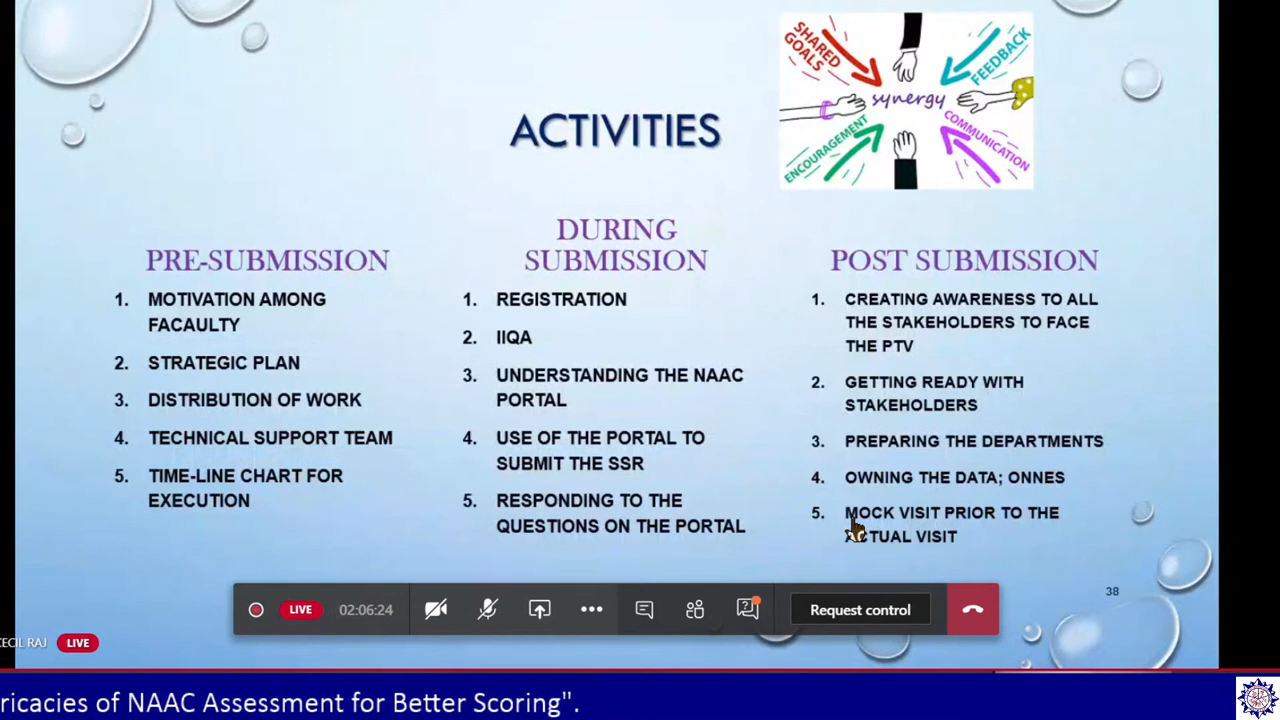 SHARED
GOALS
FEEDBACK
synergy
ENCOURAGEMENT
COMMUNICATION
ACTIVITIES
PRE-SUBMISSION
1. MOTIVATION AMONG
FACAULTY
2. STRATEGIC PLAN
3. DISTRIBUTION OF WORK
4. TECHNICAL SUPPORT TEAM
5. TIME-LINE CHART FOR
EXECUTION
DURING
SUBMISSION
1. REGISTRATION
2. IIQA
3. UNDERSTANDING THE NAAC
PORTAL
4. USE OF THE PORTAL TO
SUBMIT THE SSR
5. RESPONDING TO THE
QUESTIONS ON THE PORTAL
POST SUBMISSION
1. CREATING AWARENESS TO ALL
THE STAKEHOLDERS TO FACE
THE PTV
2. GETTING READY WITH
STAKEHOLDERS
3. PREPARING THE DEPARTMENTS
4. OWNING THE DATA; ONNES
5. MOCK VISIT PRIOR TO THE
ACTUAL VISIT
38
LIVE 02:06:24 Request control
CECIL RAJ LIVE
ricacies of NAAC Assessment for Better Scoring".